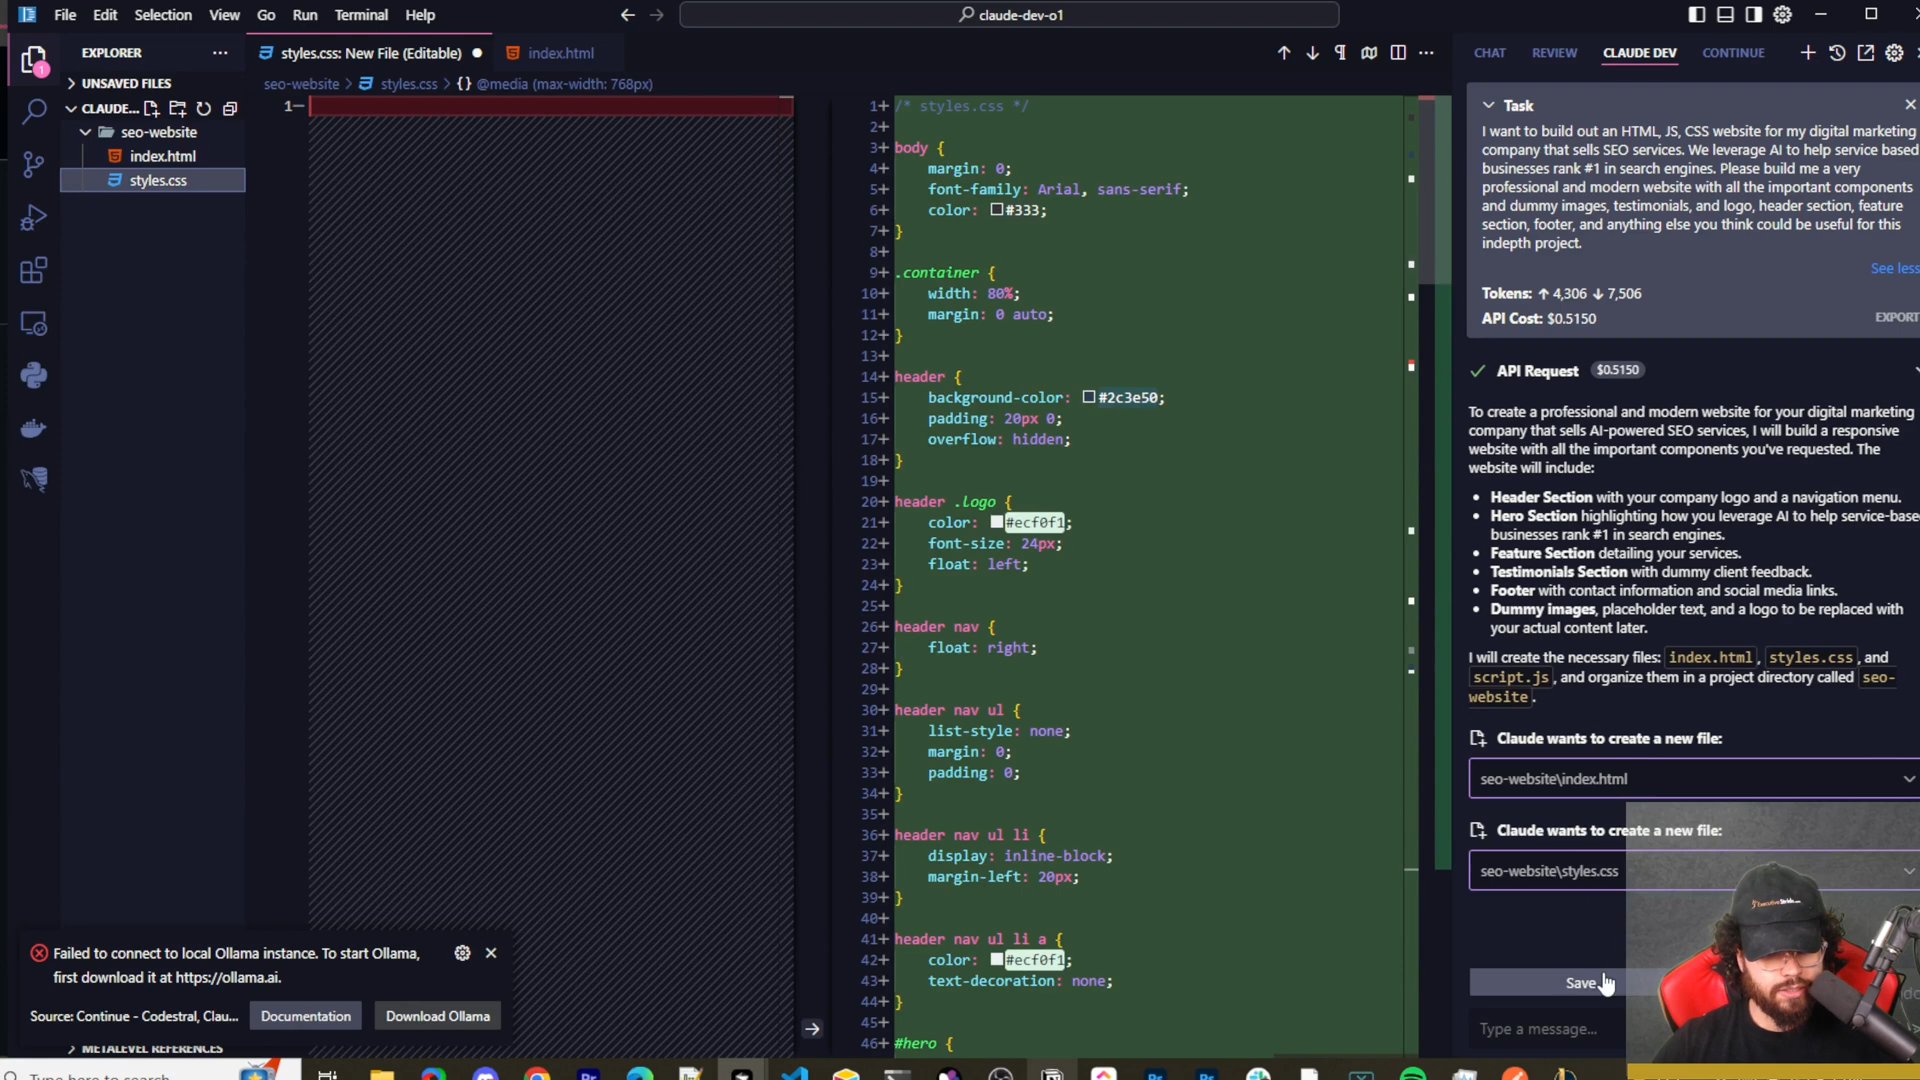 File Edit Selection View Go Run Terminal Help
claude-dev-o1
EXPLORER
UNSAVED FILES
CLAUDE...
seo-website
index.html
styles.css
styles.css: New File (Editable)
index.html
seo-website > styles.css > {} @media (max-width: 768px)
1
1+ /* styles.css */
2+
3+ body {
4+ margin: 0;
5+ font-family: Arial, sans-serif;
6+ color: #333;
7+ }
8+
9+ .container {
10+ width: 80%;
11+ margin: 0 auto;
12+ }
13+
14+ header {
15+ background-color: #2c3e50;
16+ padding: 20px 0;
17+ overflow: hidden;
18+ }
19+
20+ header .logo {
21+ color: #ecf0f1;
22+ font-size: 24px;
23+ float: left;
24+ }
25+
26+ header nav {
27+ float: right;
28+ }
29+
30+ header nav ul {
31+ list-style: none;
32+ margin: 0;
33+ padding: 0;
34+ }
35+
36+ header nav ul li {
37+ display: inline-block;
38+ margin-left: 20px;
39+ }
40+
41+ header nav ul li a {
42+ color: #ecf0f1;
43+ text-decoration: none;
44+ }
45+
46+ #hero {
CHAT REVIEW CLAUDE DEV CONTINUE
Task
I want to build out an HTML, JS, CSS website for my digital marketing
company that sells SEO services. We leverage AI to help service based
businesses rank #1 in search engines. Please build me a very
professional and modern website with all the important components
and dummy images, testimonials, and logo, header section, feature
section, footer, and anything else you think could be useful for this
indepth project.
See less
Tokens: ↑ 4,306 ↓ 7,506
API Cost: $0.5150
EXPORT
API Request $0.5150
To create a professional and modern website for your digital marketing
company that sells AI-powered SEO services, I will build a responsive
website with all the important components you've requested. The
website will include:
• Header Section with your company logo and a navigation menu.
• Hero Section highlighting how you leverage AI to help service-base
businesses rank #1 in search engines.
• Feature Section detailing your services.
• Testimonials Section with dummy client feedback.
• Footer with contact information and social media links.
• Dummy images, placeholder text, and a logo to be replaced with
your actual content later.
I will create the necessary files: index.html, styles.css, and
script.js, and organize them in a project directory called seo-
website.
Claude wants to create a new file:
seo-website\index.html
Claude wants to create a new file:
seo-website\styles.css
Save
Type a message...
Failed to connect to local Ollama instance. To start Ollama,
first download it at https://ollama.ai.
Source: Continue - Codestral, Clau...
Documentation
Download Ollama
METALEVEL REFERENCES
Type here to search